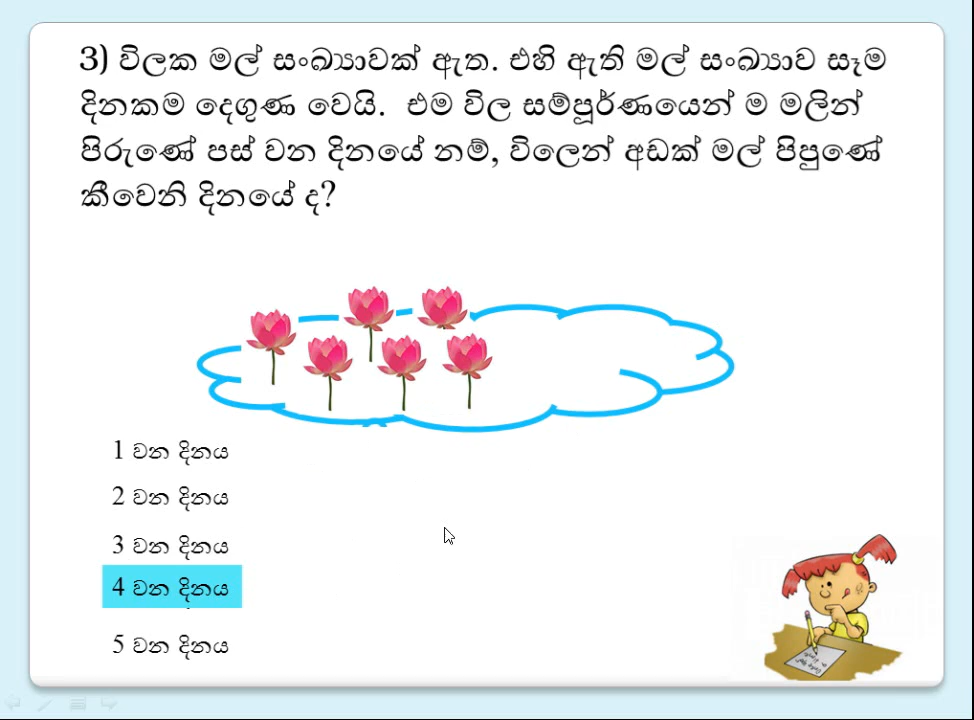 3) විලක මල් සංඛ්‍යාවක් ඇත. එහි ඇති මල් සංඛ්‍යාව සෑම
දිනකම දෙගුණ වෙයි. එම විල සම්පූර්ණයෙන් ම මලින්
පිරුණේ පස් වන දිනයේ නම්, විලෙන් අඩක් මල් පිපුණේ
කීවෙනි දිනයේ ද?
1 වන දිනය
2 වන දිනය
3 වන දිනය
4 වන දිනය
5 වන දිනය